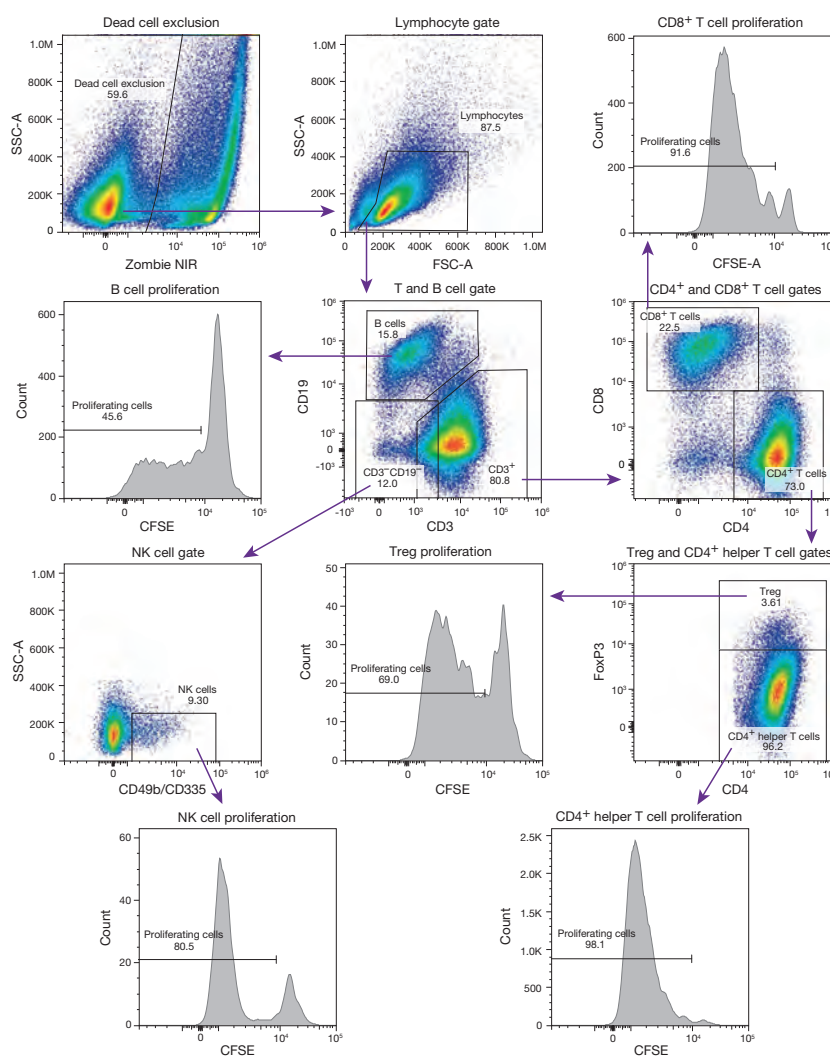 Dead cell exclusion
1.0M
800K
600K
400K
200K
0
SSC-A
Dead cell exclusion
59.6
0
10⁴
10⁵
10⁶
Zombie NIR
Lymphocyte gate
1.0M
800K
600K
400K
200K
0
SSC-A
Lymphocytes
87.5
200K
400K
600K
800K
1.0M
FSC-A
CD8⁺ T cell proliferation
600
400
200
0
Count
Proliferating cells
91.6
0
10⁴
10⁵
CFSE-A
B cell proliferation
600
400
200
0
Count
Proliferating cells
45.6
0
10⁴
10⁵
CFSE
T and B cell gate
10⁶
10⁵
10⁴
10³
0
-10³
CD19
B cells
15.8
CD3⁻CD19⁻
12.0
CD3⁺
80.8
-10³
0
10³
10⁴
10⁵
10⁶
CD3
CD4⁺ and CD8⁺ T cell gates
10⁶
10⁵
10⁴
10³
0
CD8
CD8⁺ T cells
22.5
CD4⁺ T cells
73.0
0
10⁴
10⁵
10⁶
CD4
NK cell gate
1.0M
800K
600K
400K
200K
0
SSC-A
NK cells
9.30
0
10⁴
10⁵
10⁶
CD49b/CD335
Treg proliferation
50
40
30
20
10
0
Count
Proliferating cells
69.0
0
10⁴
10⁵
CFSE
Treg and CD4⁺ helper T cell gates
10⁶
10⁵
10⁴
10³
0
FoxP3
Treg
3.61
CD4⁺ helper T cells
96.2
0
10⁴
10⁵
10⁶
CD4
NK cell proliferation
60
40
20
0
Count
Proliferating cells
80.5
0
10⁴
10⁵
CFSE
CD4⁺ helper T cell proliferation
2.5K
2.0K
1.5K
1.0K
500
0
Count
Proliferating cells
98.1
0
10⁴
10⁵
CFSE